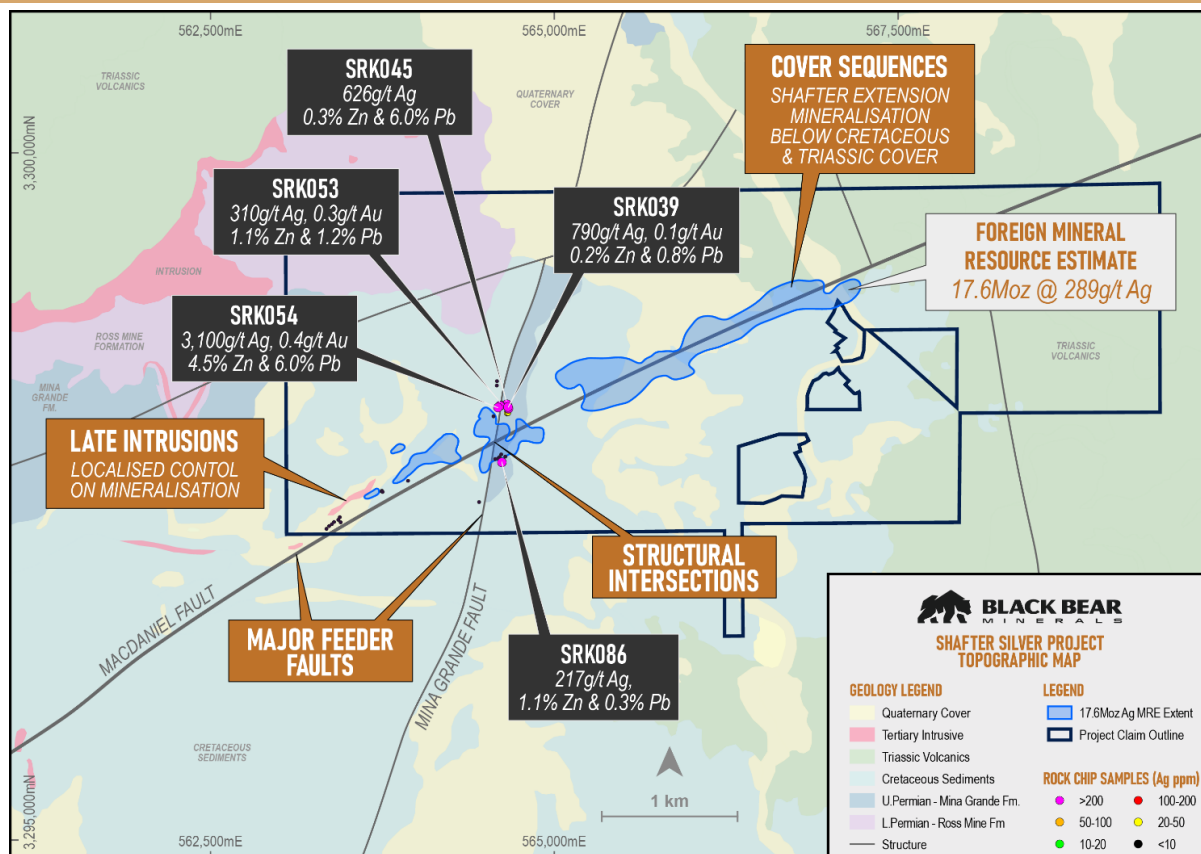 562,500mE
565,000mE
567,500mE
3,300,000mN
3,295,000mN
TRIASSIC
VOLCANICS
QUATERNARY
COVER
SRK045
626g/t Ag
0.3% Zn & 6.0% Pb
COVER SEQUENCES
SHAFTER EXTENSION
MINERALISATION
BELOW CRETACEOUS
& TRIASSIC COVER
SRK053
310g/t Ag, 0.3g/t Au
1.1% Zn & 1.2% Pb
SRK039
790g/t Ag, 0.1g/t Au
0.2% Zn & 0.8% Pb
FOREIGN MINERAL
RESOURCE ESTIMATE
17.6Moz @ 289g/t Ag
INTRUSION
SRK054
3,100g/t Ag, 0.4g/t Au
4.5% Zn & 6.0% Pb
ROSS MINE
FORMATION
TRIASSIC
VOLCANICS
MINA
GRANDE
FM.
LATE INTRUSIONS
LOCALISED CONTOL
ON MINERALISATION
STRUCTURAL
INTERSECTIONS
MACDANIEL FAULT
MAJOR FEEDER
FAULTS
MINA GRANDE FAULT
SRK086
217g/t Ag,
1.1% Zn & 0.3% Pb
CRETACEOUS
SEDIMENTS
1 km
562,500mE
565,000mE
BLACK BEAR
MINERALS
SHAFTER SILVER PROJECT
TOPOGRAPHIC MAP
GEOLOGY LEGEND
Quaternary Cover
Tertiary Intrusive
Triassic Volcanics
Cretaceous Sediments
U.Permian - Mina Grande Fm.
L.Permian - Ross Mine Fm
Structure
LEGEND
17.6Moz Ag MRE Extent
Project Claim Outline
ROCK CHIP SAMPLES (Ag ppm)
>200
100-200
50-100
20-50
10-20
<10